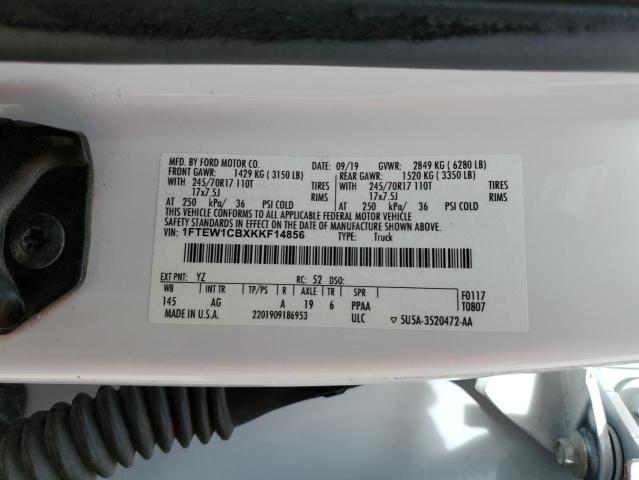 MFD. BY FORD MOTOR CO. DATE: 09/19 GVWR: 2849 KG ( 6280 LB)
FRONT GAWR: 1429 KG ( 3150 LB) REAR GAWR: 1520 KG ( 3350 LB)
WITH 245/70R17 110T TIRES WITH 245/70R17 110T TIRES
17x7.5J RIMS 17x7.5J RIMS
AT 250 kPa/ 36 PSI COLD AT 250 kPa/ 36 PSI COLD
THIS VEHICLE CONFORMS TO ALL APPLICABLE FEDERAL MOTOR VEHICLE
SAFETY STANDARDS IN EFFECT ON THE DATE OF MANUFACTURE SHOWN ABOVE.
VIN: 1FTEW1CBXKKF14856 TYPE: Truck
EXT PNT: YZ RC: 52 DSO:
WB INT TR TP/PS R AXLE TR SPR F0117
145 AG A 19 6 PPAA T0807
MADE IN U.S.A. 2201909186953 ULC ▽ 5U5A-3520472-AA